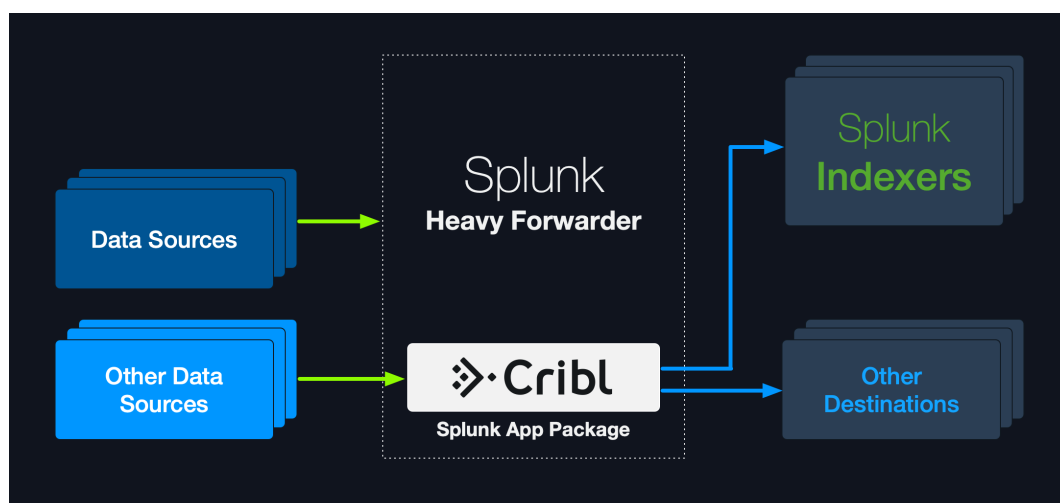 Data Sources
Other Data
Sources
Splunk
Heavy Forwarder
Cribl
Splunk App Package
Splunk
Indexers
Other
Destinations